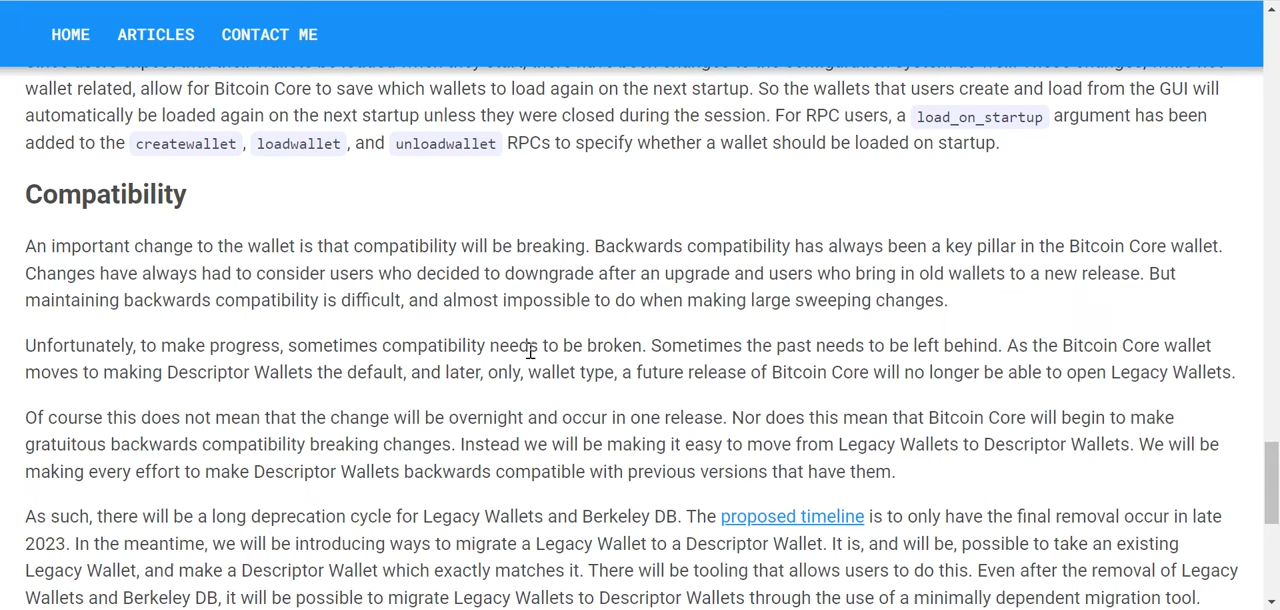 HOME ARTICLES CONTACT ME
wallet related, allow for Bitcoin Core to save which wallets to load again on the next startup. So the wallets that users create and load from the GUI will
automatically be loaded again on the next startup unless they were closed during the session. For RPC users, a load_on_startup argument has been
added to the createwallet, loadwallet, and unloadwallet RPCs to specify whether a wallet should be loaded on startup.
Compatibility
An important change to the wallet is that compatibility will be breaking. Backwards compatibility has always been a key pillar in the Bitcoin Core wallet.
Changes have always had to consider users who decided to downgrade after an upgrade and users who bring in old wallets to a new release. But
maintaining backwards compatibility is difficult, and almost impossible to do when making large sweeping changes.
Unfortunately, to make progress, sometimes compatibility needs to be broken. Sometimes the past needs to be left behind. As the Bitcoin Core wallet
moves to making Descriptor Wallets the default, and later, only, wallet type, a future release of Bitcoin Core will no longer be able to open Legacy Wallets.
Of course this does not mean that the change will be overnight and occur in one release. Nor does this mean that Bitcoin Core will begin to make
gratuitous backwards compatibility breaking changes. Instead we will be making it easy to move from Legacy Wallets to Descriptor Wallets. We will be
making every effort to make Descriptor Wallets backwards compatible with previous versions that have them.
As such, there will be a long deprecation cycle for Legacy Wallets and Berkeley DB. The proposed timeline is to only have the final removal occur in late
2023. In the meantime, we will be introducing ways to migrate a Legacy Wallet to a Descriptor Wallet. It is, and will be, possible to take an existing
Legacy Wallet, and make a Descriptor Wallet which exactly matches it. There will be tooling that allows users to do this. Even after the removal of Legacy
Wallets and Berkeley DB, it will be possible to migrate Legacy Wallets to Descriptor Wallets through the use of a minimally dependent migration tool.